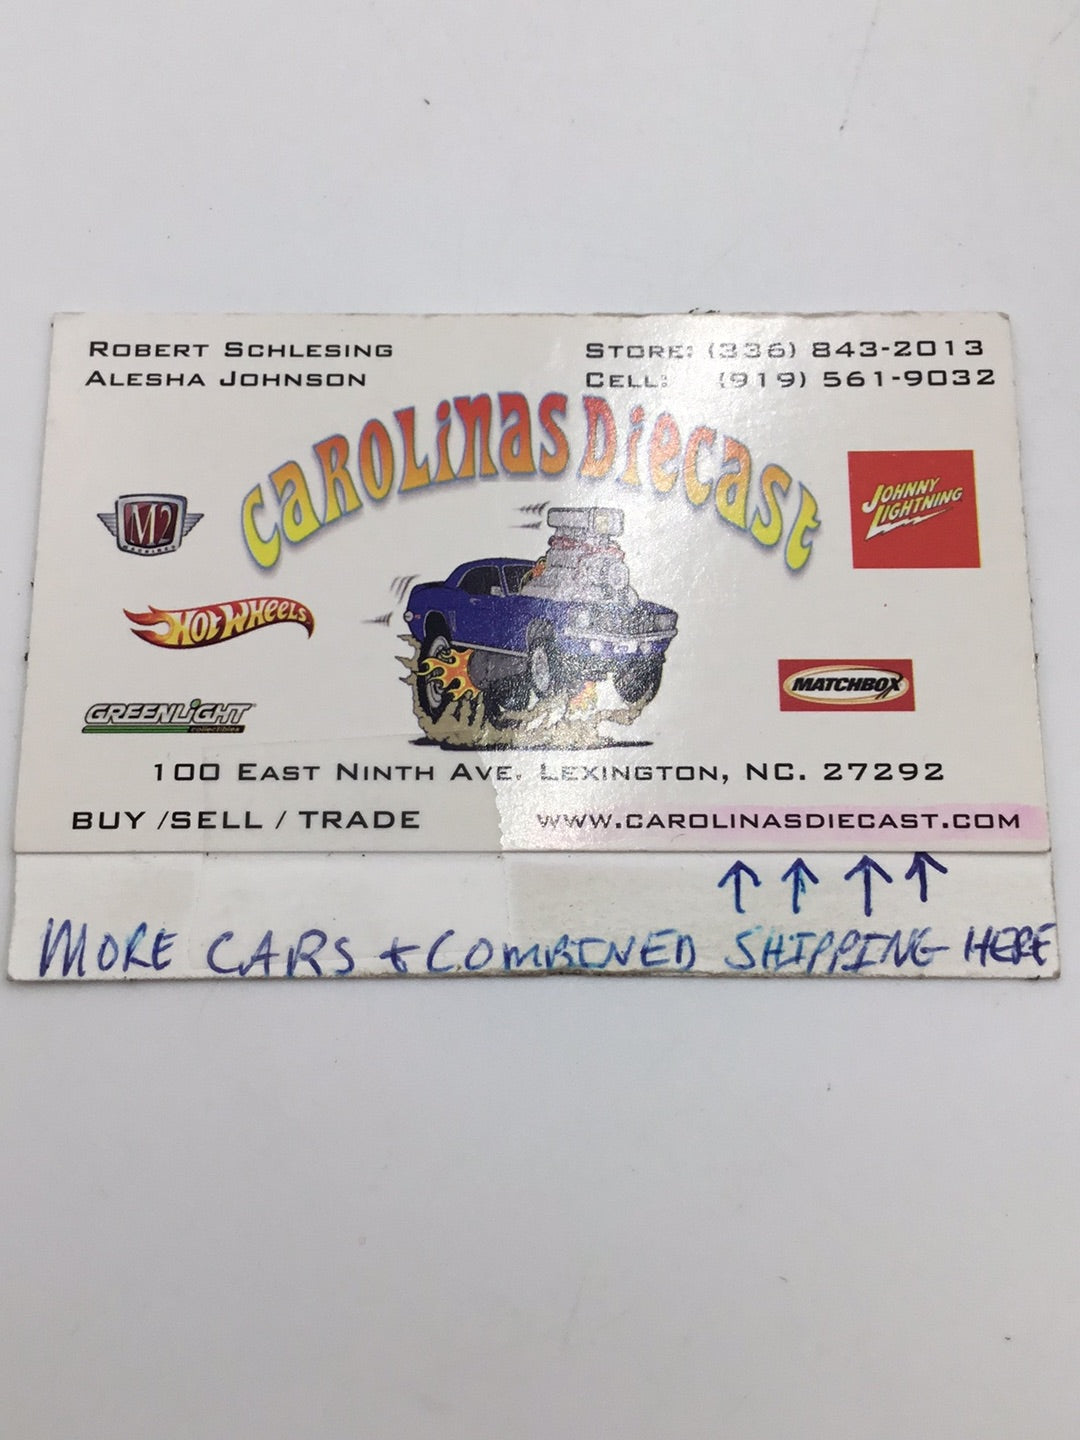 ROBERT SCHLESING
ALESHA JOHNSON
STORE: (336) 843-2013
CELL: (919) 561-9032
CAROLINAS DIECAST
M2
MACHINES
JOHNNY
LIGHTNING
HOT WHEELS
MATCHBOX
GREENLIGHT
collectibles
100 EAST NINTH AVE. LEXINGTON, NC. 27292
BUY /SELL / TRADE
WWW.CAROLINASDIECAST.COM
MORE CARS + COMBINED SHIPPING HERE